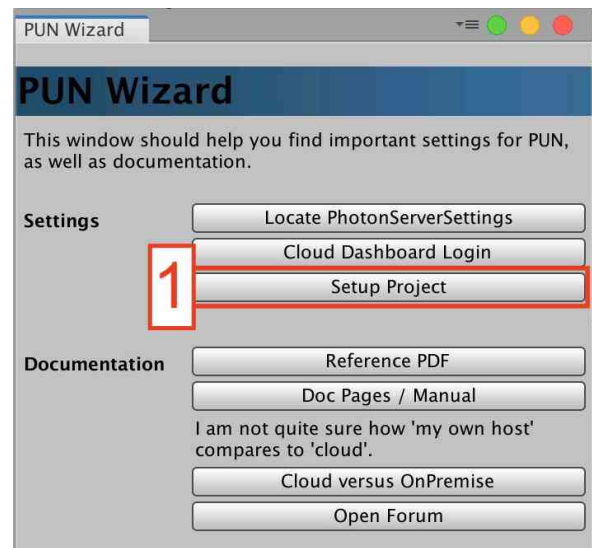 PUN Wizard
PUN Wizard
This window should help you find important settings for PUN,
as well as documentation.
Settings
Locate PhotonServerSettings
Cloud Dashboard Login
1
Setup Project
Documentation
Reference PDF
Doc Pages / Manual
I am not quite sure how 'my own host'
compares to 'cloud'.
Cloud versus OnPremise
Open Forum